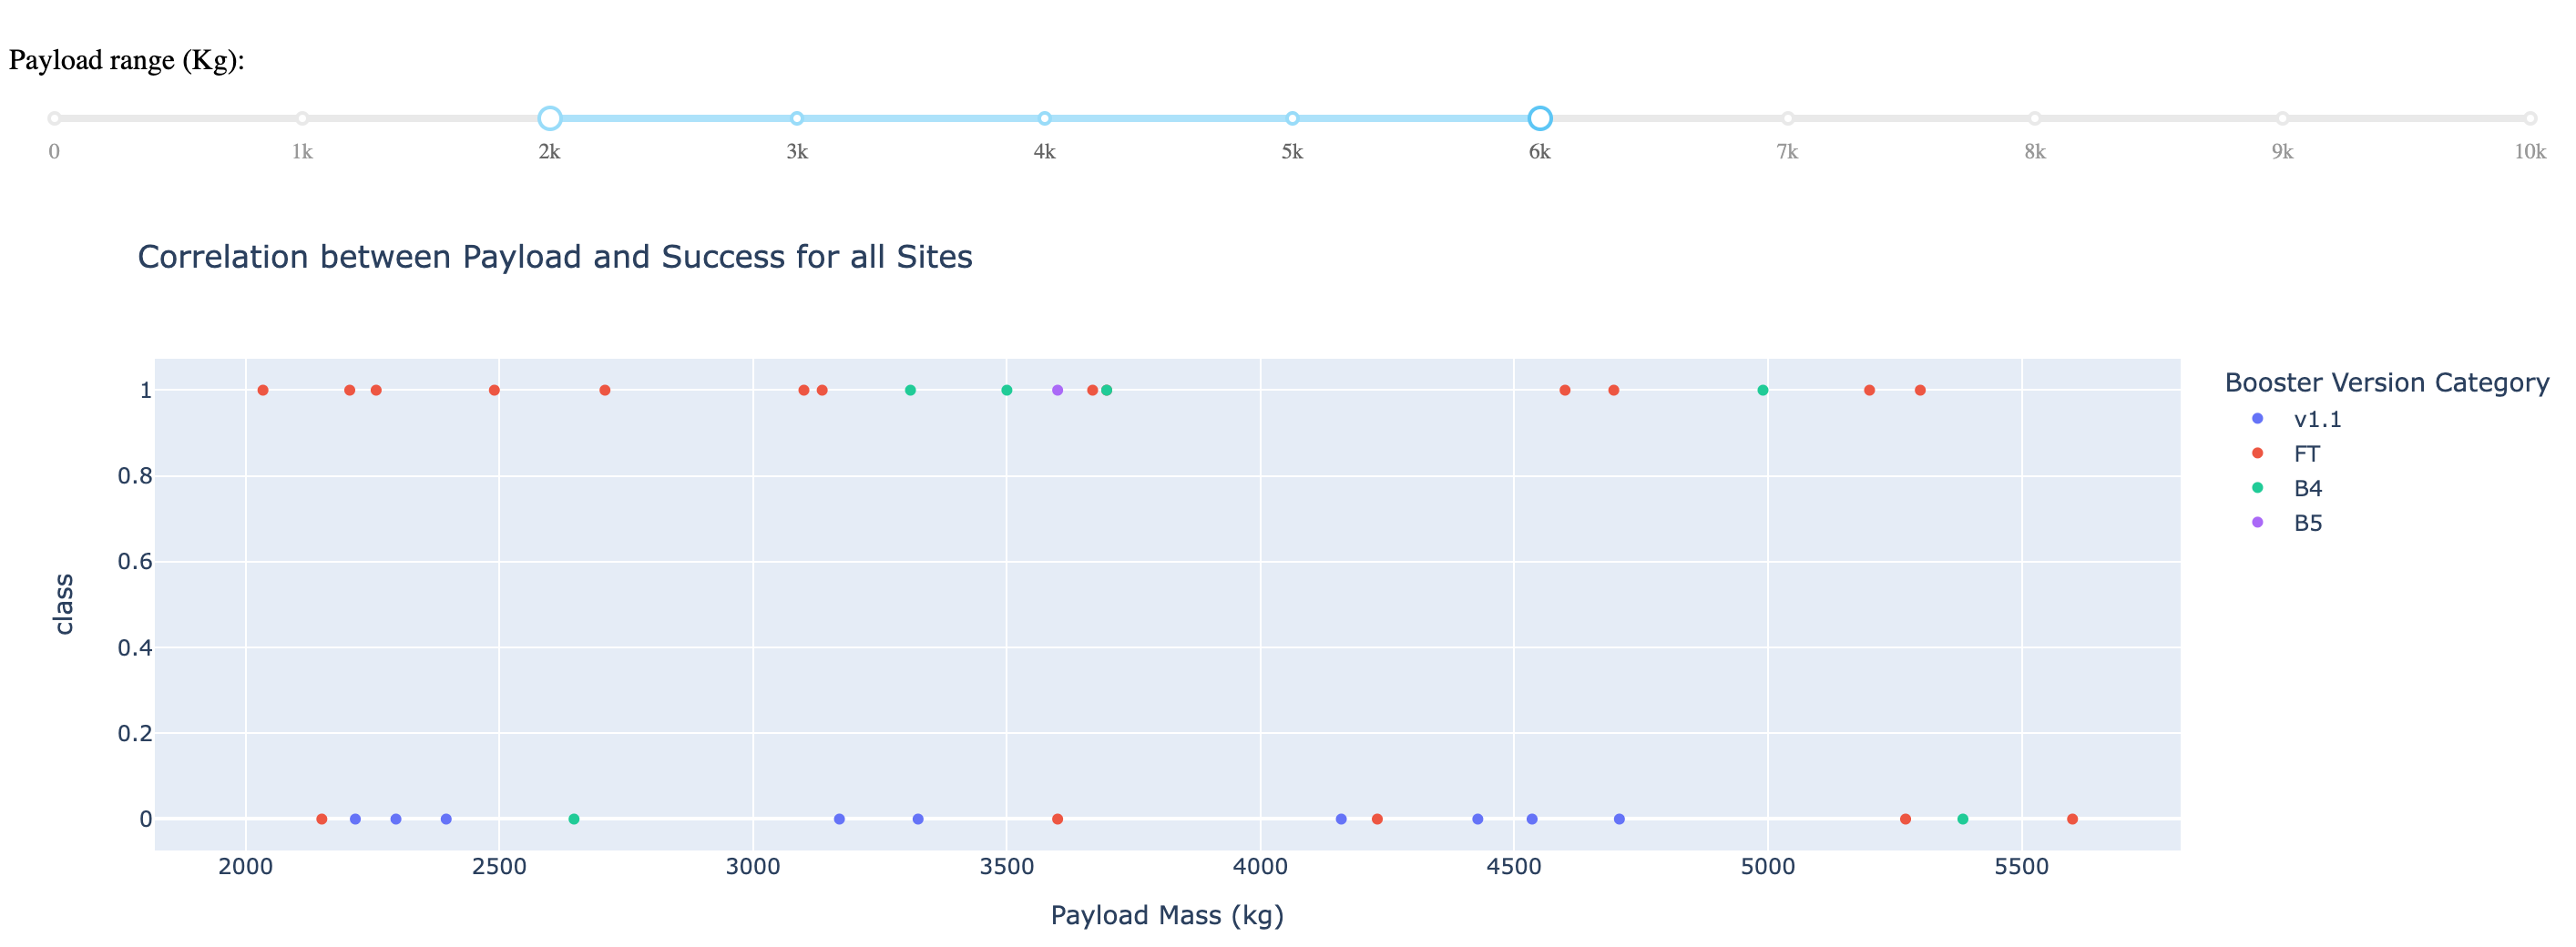 Payload range (Kg):
0 1k 2k 3k 4k 5k 6k 7k 8k 9k 10k
Correlation between Payload and Success for all Sites
1
0.8
0.6
0.4
0.2
0
class
2000 2500 3000 3500 4000 4500 5000 5500
Payload Mass (kg)
Booster Version Category
v1.1
FT
B4
B5